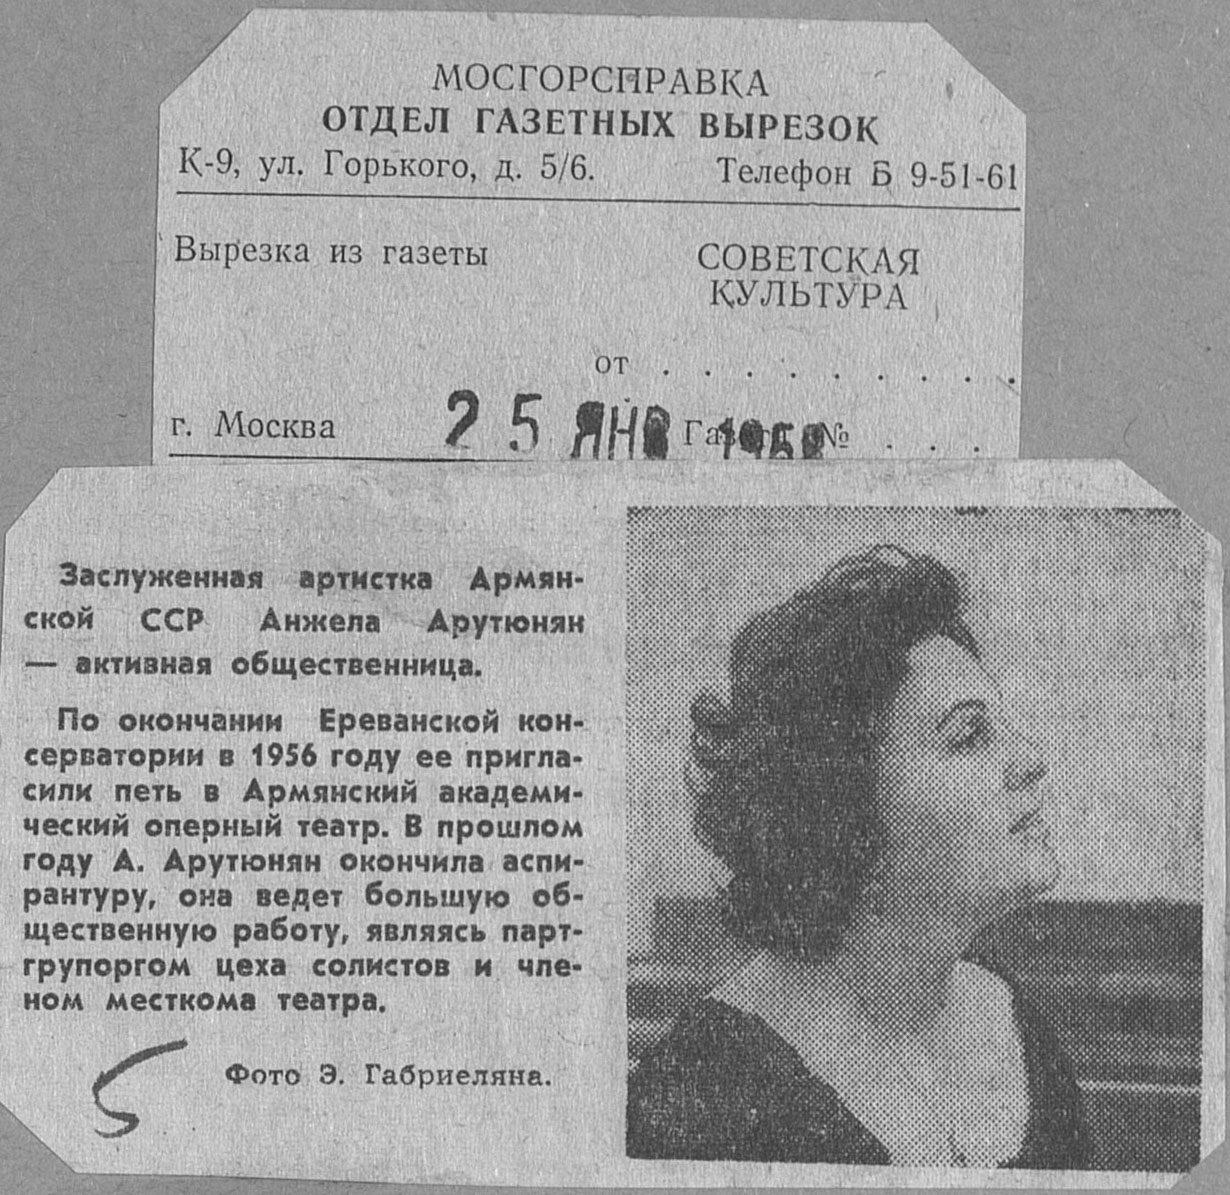 МОСГОРСПРАВКА
ОТДЕЛ ГАЗЕТНЫХ ВЫРЕЗОК
К-9, ул. Горького, д. 5/6. Телефон Б 9-51-61
Вырезка из газеты СОВЕТСКАЯ
КУЛЬТУРА
от . . . . . . . . .
г. Москва 25 ЯНВ №  . . .
Заслуженная артистка Армян-
ской ССР Анжела Арутюнян
— активная общественница.
По окончании Ереванской кон-
серватории в 1956 году ее пригла-
сили петь в Армянский академи-
ческий оперный театр. В прошлом
году А. Арутюнян окончила аспи-
рантуру, она ведет большую об-
щественную работу, являясь парт-
групоргом цеха солистов и чле-
ном месткома театра.
Фото Э. Габриеляна.
5